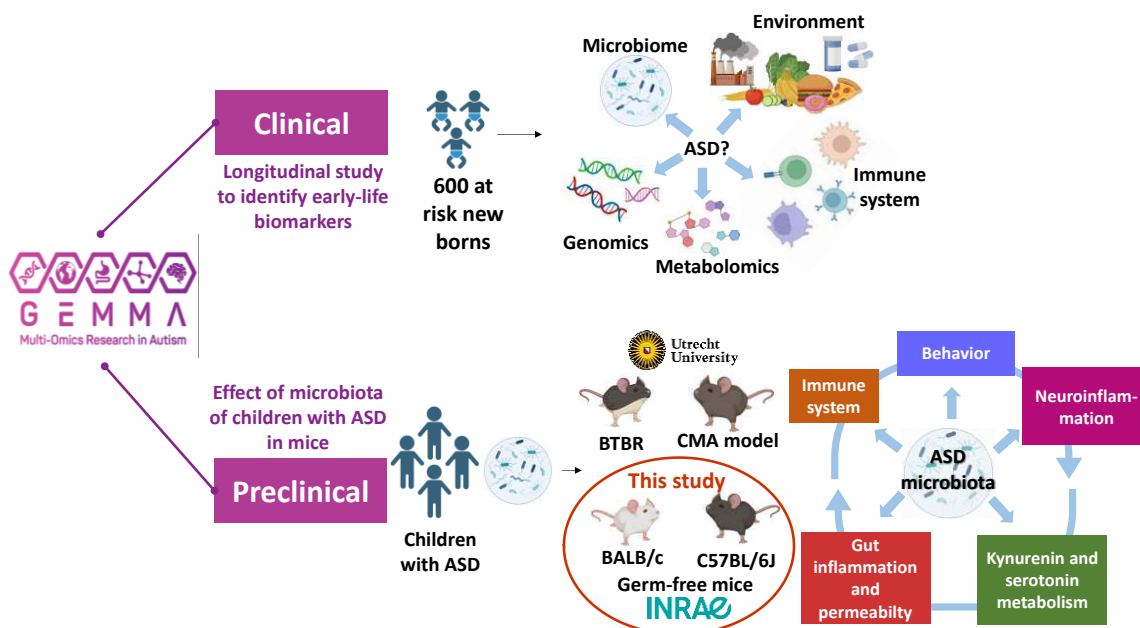 Clinical
Longitudinal study
to identify early-life
biomarkers
600 at
risk new
borns
Microbiome
Environment
ASD?
Immune
system
Genomics
Metabolomics
GEMMA
Multi-Omics Research in Autism
Effect of microbiota
of children with ASD
in mice
Preclinical
Children
with ASD
Utrecht
University
BTBR
CMA model
This study
BALB/c
C57BL/6J
Germ-free mice
INRAE
Behavior
Immune
system
Neuroinflam-
mation
ASD
microbiota
Gut
inflammation
and
permeabilty
Kynurenin and
serotonin
metabolism